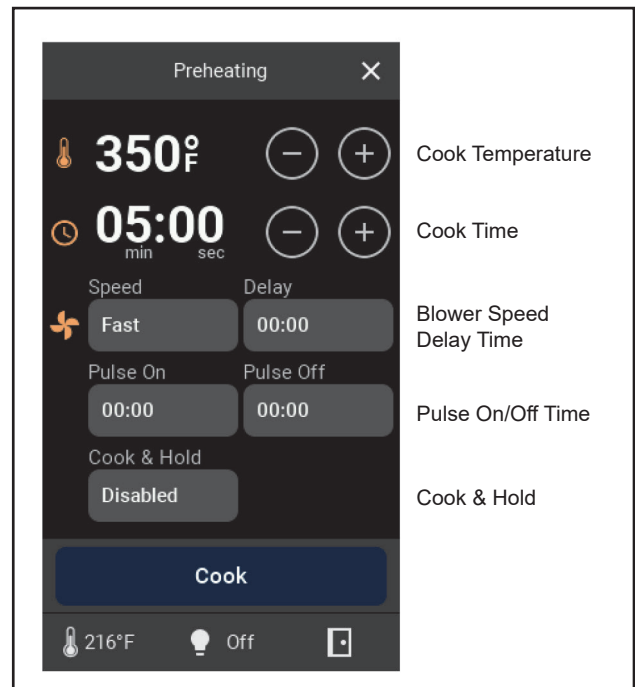 Preheating
350°F
Cook Temperature
05:00
min sec
Cook Time
Speed Delay
Fast 00:00
Blower Speed
Delay Time
Pulse On Pulse Off
00:00 00:00
Pulse On/Off Time
Cook & Hold
Disabled
Cook & Hold
Cook
216°F Off